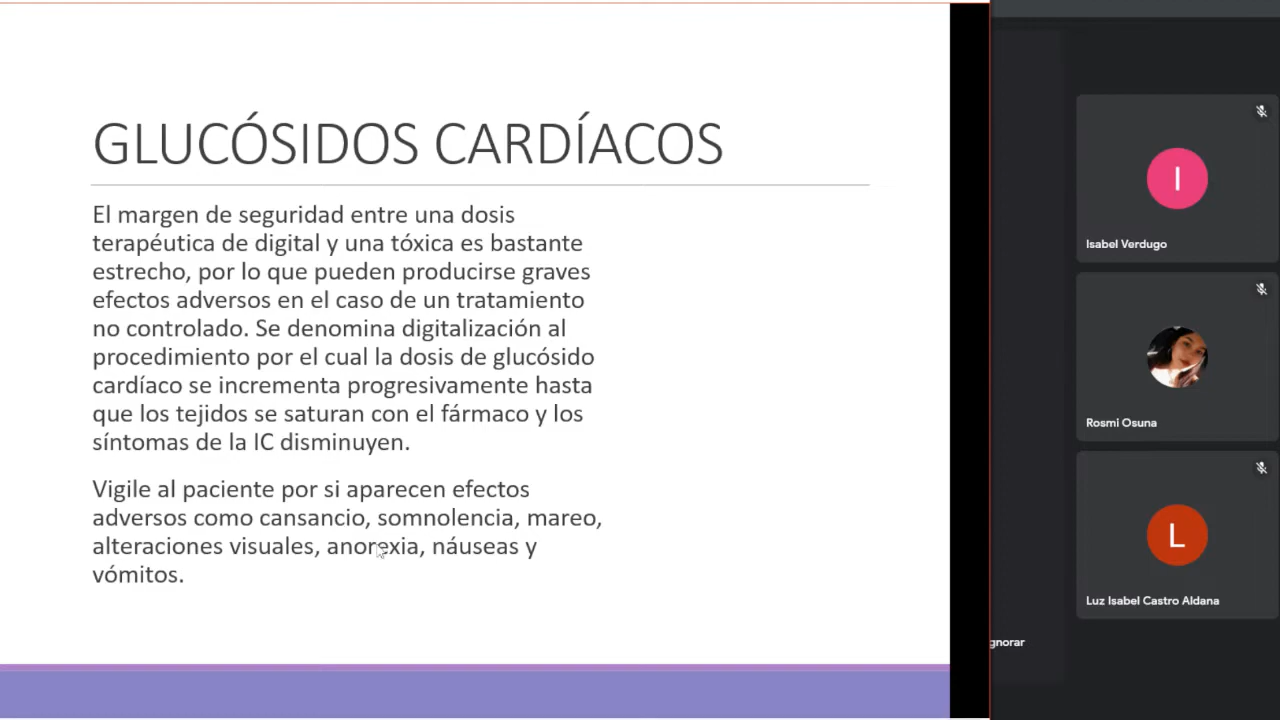 GLUCÓSIDOS CARDÍACOS
El margen de seguridad entre una dosis
terapéutica de digital y una tóxica es bastante
estrecho, por lo que pueden producirse graves
efectos adversos en el caso de un tratamiento
no controlado. Se denomina digitalización al
procedimiento por el cual la dosis de glucósido
cardíaco se incrementa progresivamente hasta
que los tejidos se saturan con el fármaco y los
síntomas de la IC disminuyen.
Vigile al paciente por si aparecen efectos
adversos como cansancio, somnolencia, mareo,
alteraciones visuales, anorexia, náuseas y
vómitos.
I
Isabel Verdugo
Rosmi Osuna
L
Luz Isabel Castro Aldana
gnorar